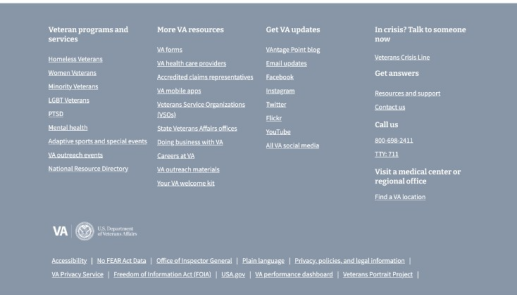 Veteran programs and
services
Homeless Veterans
Women Veterans
Minority Veterans
LGBT Veterans
PTSD
Mental health
Adaptive sports and special events
VA outreach events
National Resource Directory
More VA resources
VA forms
VA health care providers
Accredited claims representatives
VA mobile apps
Veterans Service Organizations
(VSOs)
State Veterans Affairs offices
Doing business with VA
Careers at VA
VA outreach materials
Your VA welcome kit
Get VA updates
VAntage Point blog
Email updates
Facebook
Instagram
Twitter
Flickr
YouTube
All VA social media
In crisis? Talk to someone
now
Veterans Crisis Line
Get answers
Resources and support
Contact us
Call us
800-698-2411
TTY: 711
Visit a medical center or
regional office
Find a VA location
VA
U.S. Department
of Veterans Affairs
Accessibility | No FEAR Act Data | Office of Inspector General | Plain language | Privacy, policies, and legal information |
VA Privacy Service | Freedom of Information Act (FOIA) | USA.gov | VA performance dashboard | Veterans Portrait Project |